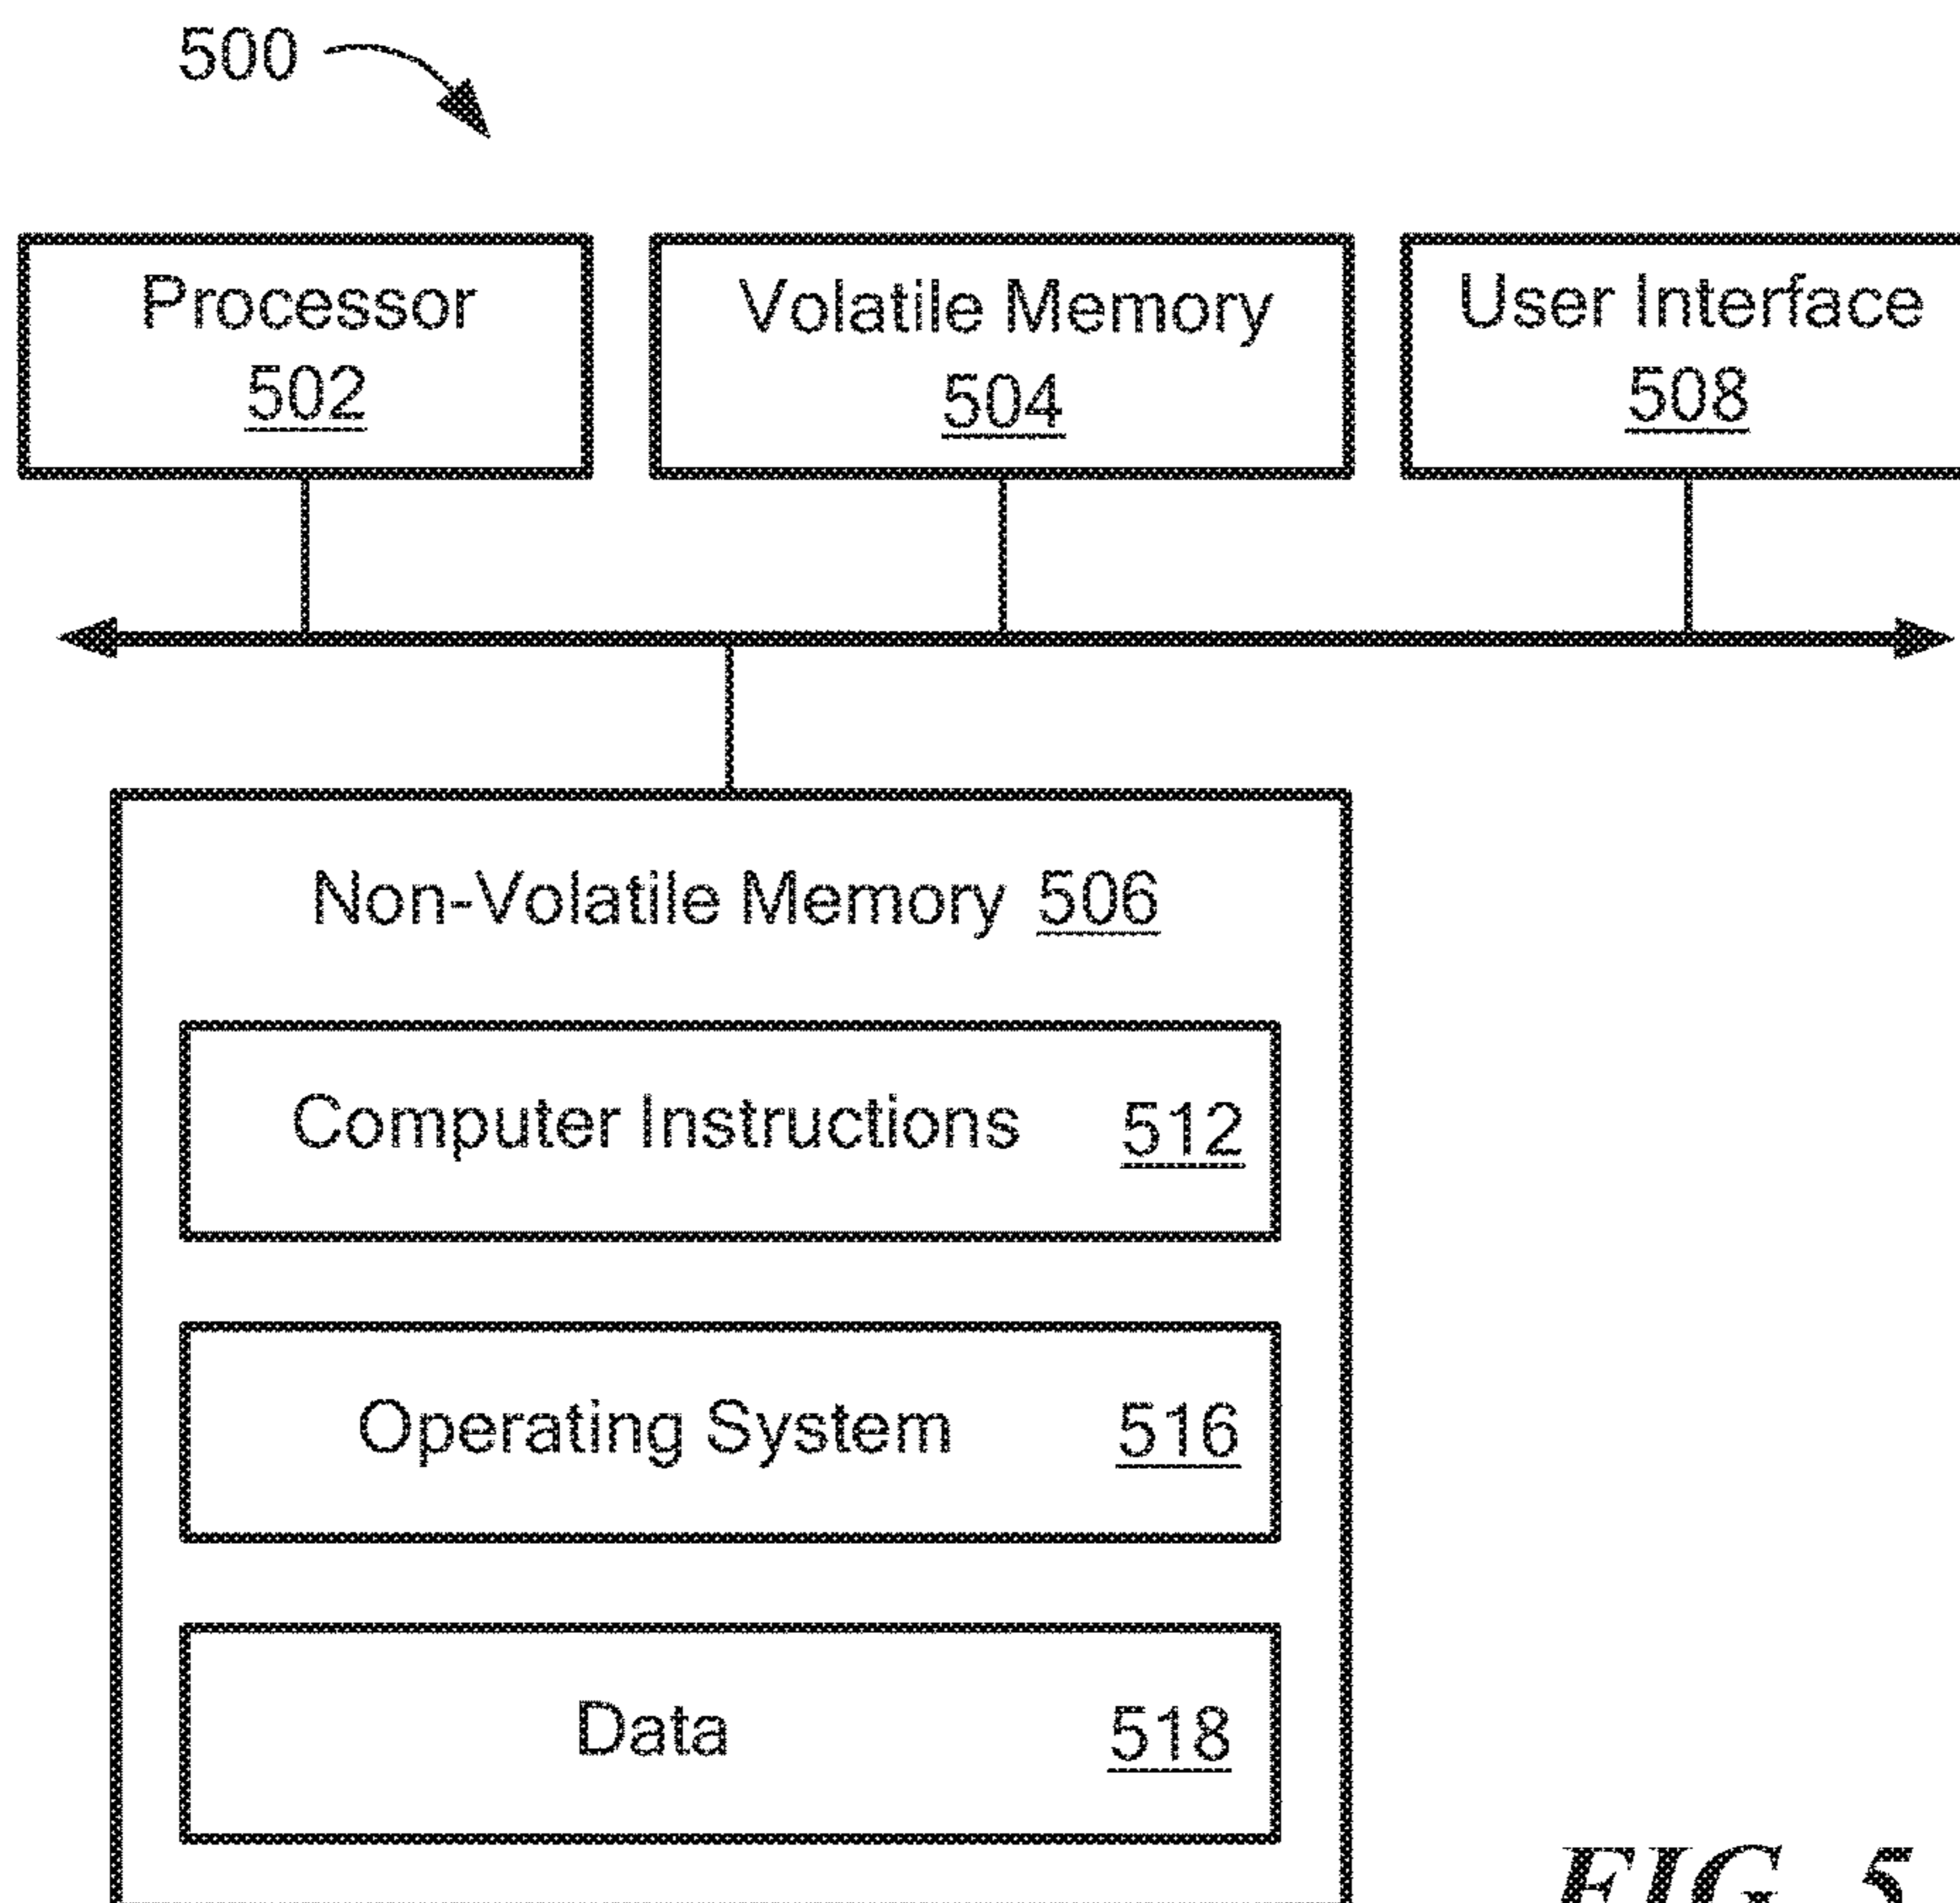 500
Processor
502
Volatile Memory
504
User Interface
508
Non-Volatile Memory 506
Computer Instructions 512
Operating System 516
Data 518
FIG. 5